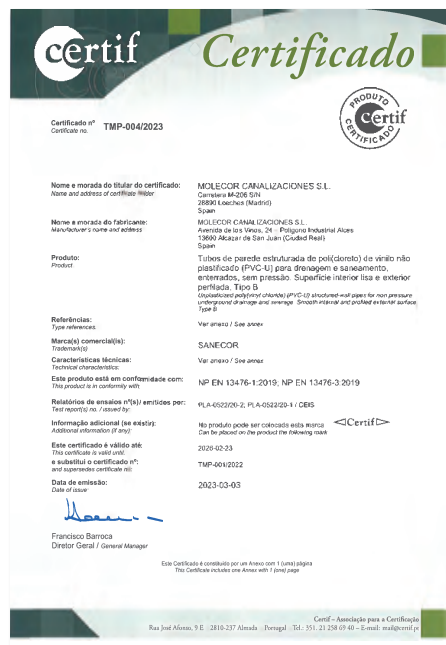 certif
Certificado
PRODUTO
certif
CERTIFICADO
Certificado nº TMP-004/2023
Certificate no.
Nome e morada do titular do certificado: MOLECOR CANALIZACIONES S.L.
Name and address of certificate holder Carretera M-206 S/N
28890 Loeches (Madrid)
Spain
Nome e morada do fabricante: MOLECOR CANALIZACIONES S.L.
Manufacturer's name and address Avenida de los Vinos, 24 – Polígono Industrial Alces
13600 Alcazar de San Juan (Ciudad Real)
Spain
Produto: Tubos de parede estruturada de poli(cloreto) de vinilo não
Product plastificado (PVC-U) para drenagem e saneamento,
enterrados, sem pressão. Superfície interior lisa e exterior
perfilada. Tipo B
Unplasticized poly(vinyl chloride) (PVC-U) structured-wall pipes for non pressure
underground drainage and sewerage. Smooth internal and profiled external surface.
Type B
Referências: Ver anexo / See annex
Type references.
Marca(s) comercial(is): SANECOR
Trademark(s)
Características técnicas: Ver anexo / See annex
Technical characteristics:
Este produto está em conformidade com: NP EN 13476-1:2019; NP EN 13476-3:2019
This product is in conformity with:
Relatórios de ensaios nº(s)/ emitidos por: PLA-0522/20-2; PLA-0522/20-1 / CEIS
Test report(s) no. / issued by:
Informação adicional (se existir): No produto pode ser colocada esta marca Certif
Additional information (if any): Can be placed on the product the following mark
Este certificado é válido até: 2026-02-23
This certificate is valid until:
e substitui o certificado nº: TMP-001/2022
and supersedes certificate no:
Data de emissão: 2023-03-03
Date of issue:
Francisco Barroca
Diretor Geral / General Manager
Este Certificado é constituído por um Anexo com 1 (uma) página
This Certificate includes one Annex with 1 (one) page
Certif – Associação para a Certificação
Rua José Afonso, 9 E 2810-237 Almada Portugal Tel.: 351. 21 258 69 40 – E-mail: mail@certif.pt